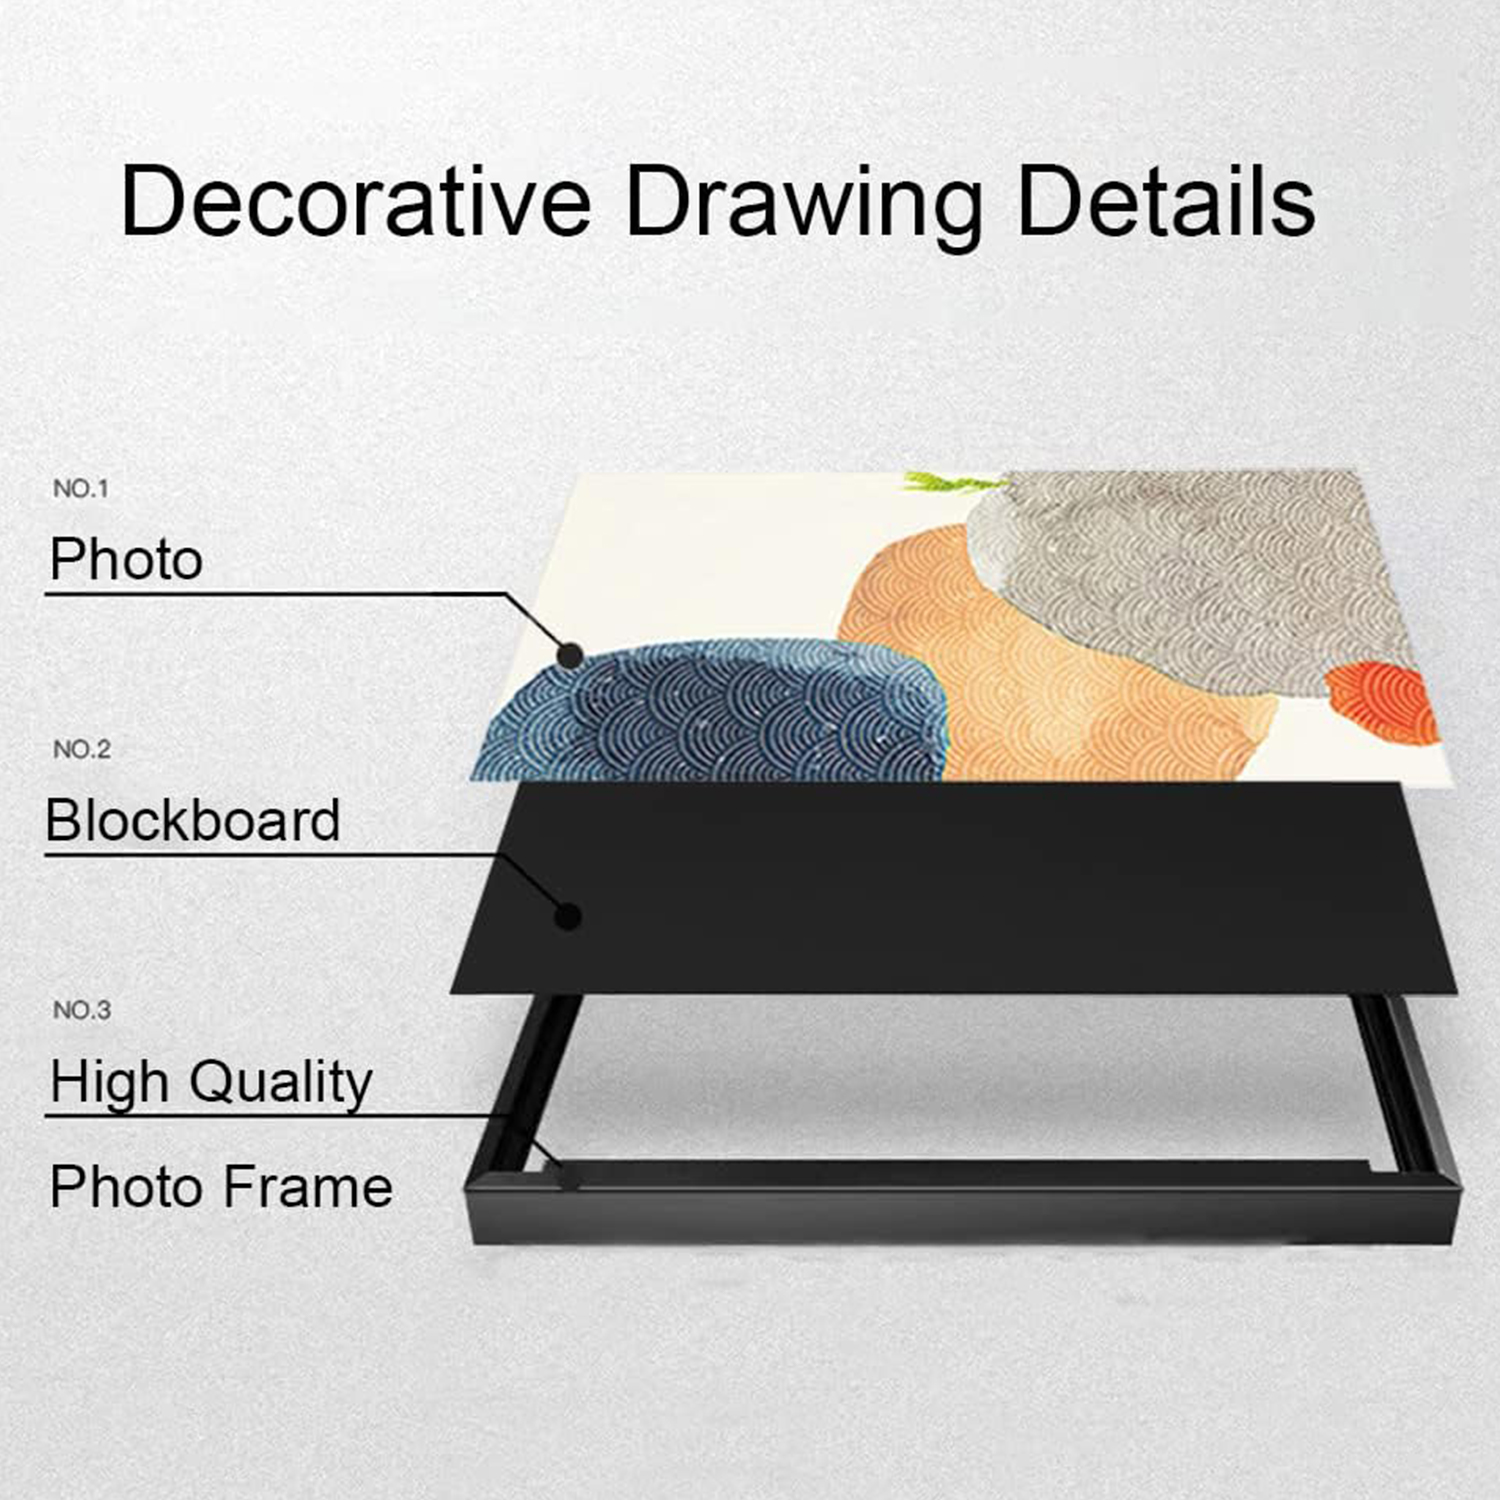 Decorative Drawing Details
NO.1
Photo
NO.2
Blockboard
NO.3
High Quality
Photo Frame